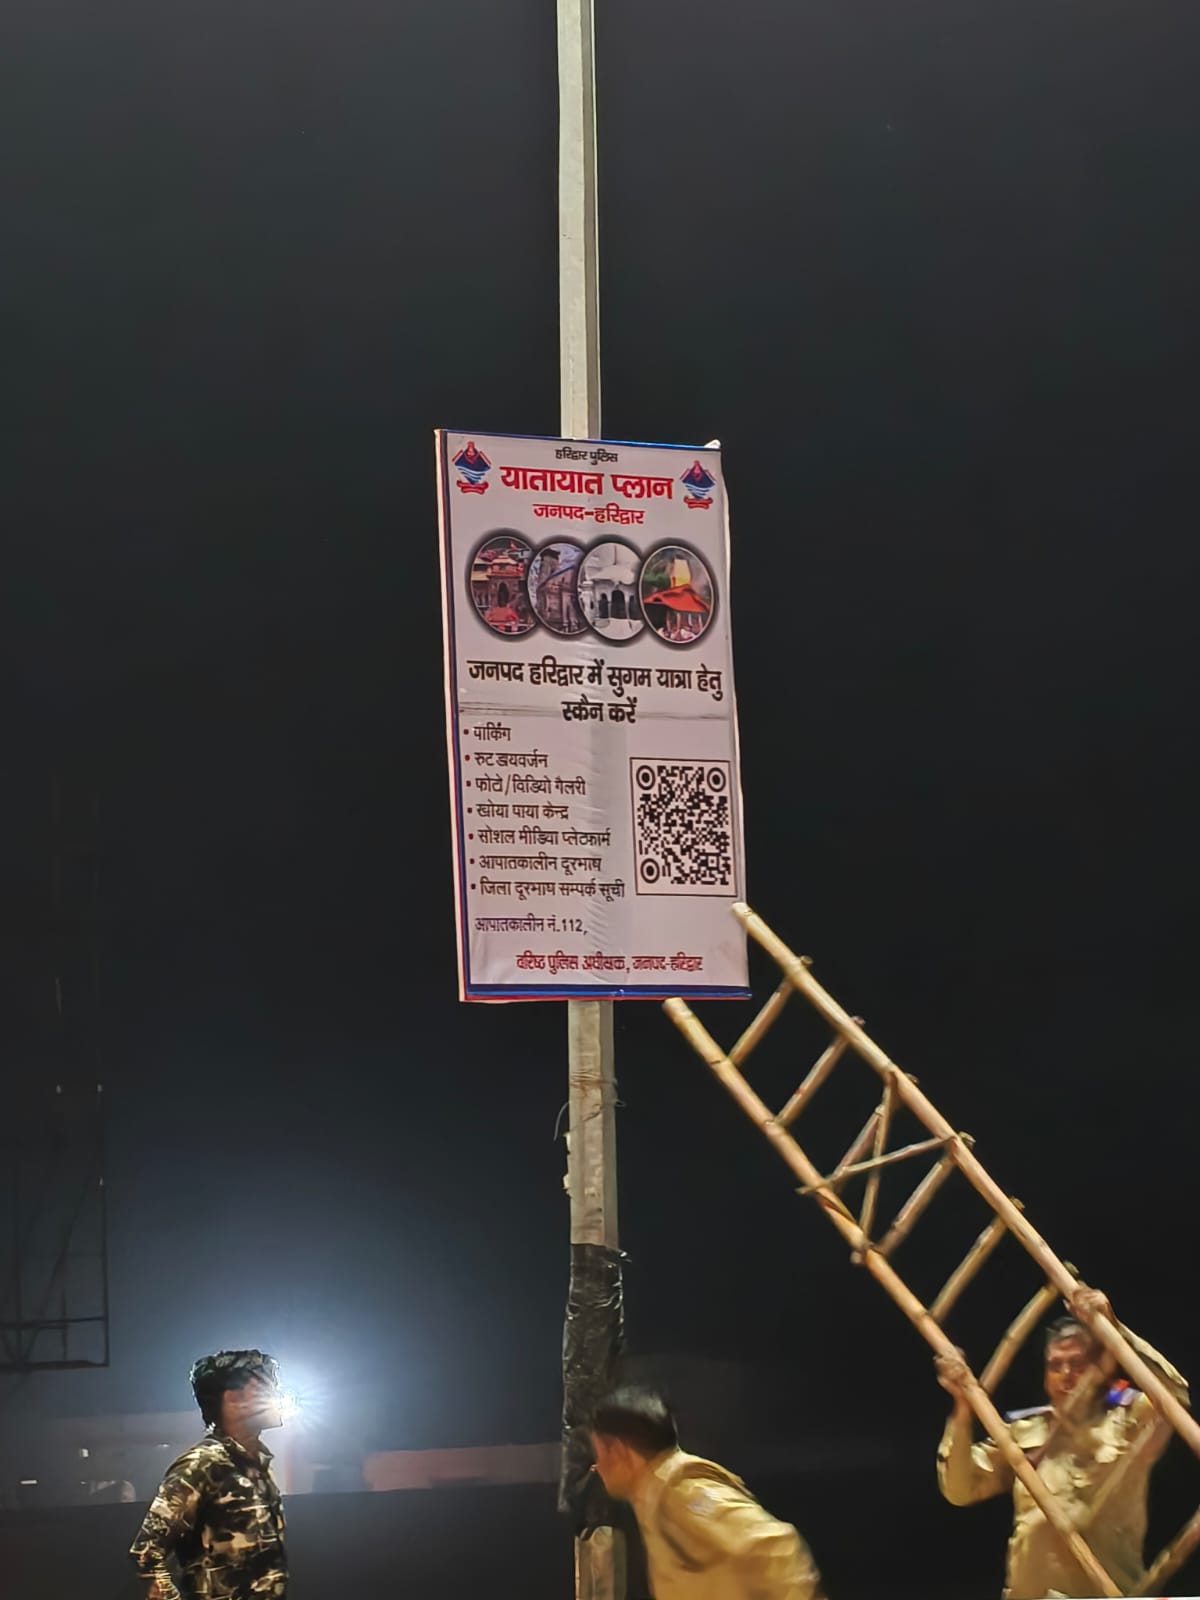 हरिद्वार पुलिस
यातायात प्लान
जनपद-हरिद्वार
जनपद हरिद्वार में सुगम यात्रा हेतु
स्कैन करें
• पार्किंग
• रुट डायवर्जन
• फोटो/विडियो गैलरी
• खोया पाया केन्द्र
• सोशल मीडिया प्लेटफार्म
• आपातकालीन दूरभाष
• जिला दूरभाष सम्पर्क सूची
आपातकालीन नं.112,
वरिष्ठ पुलिस अधीक्षक, जनपद-हरिद्वार